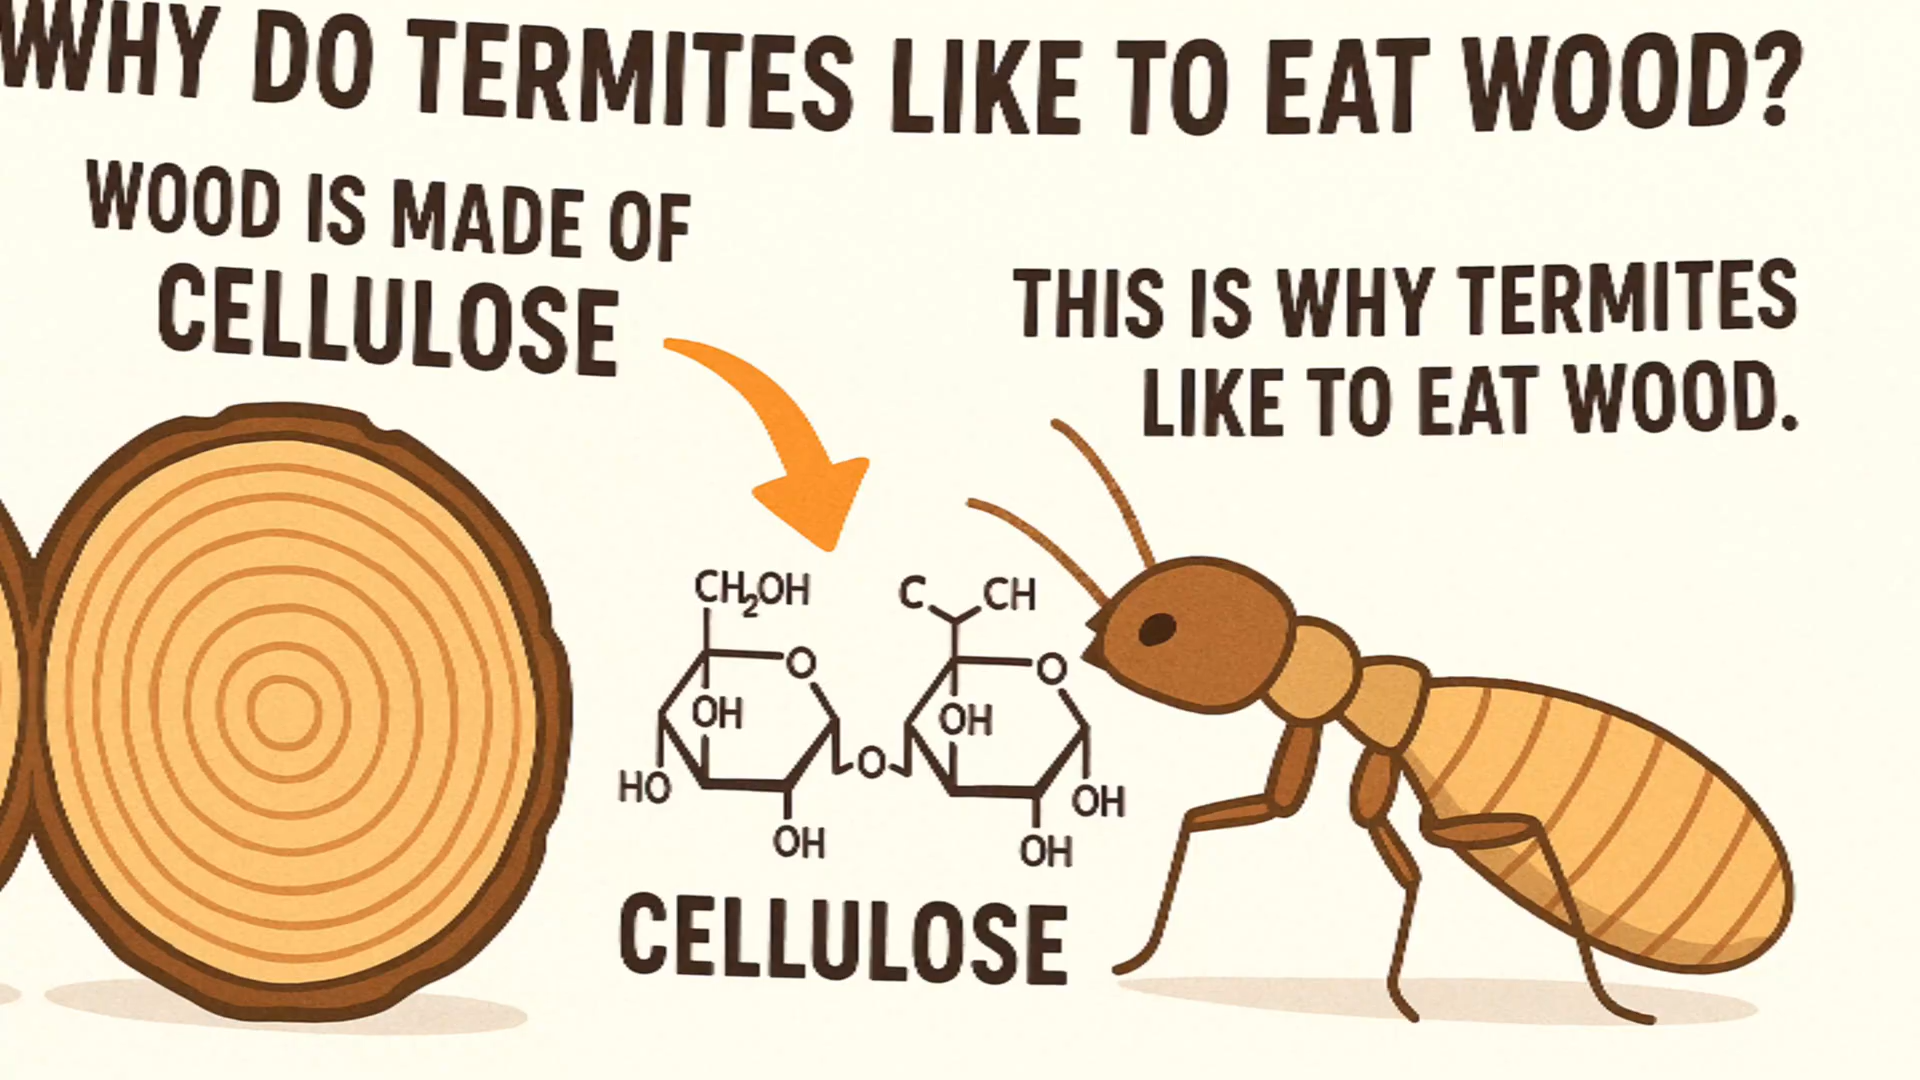 WHY DO TERMITES LIKE TO EAT WOOD?
WOOD IS MADE OF
CELLULOSE
THIS IS WHY TERMITES
LIKE TO EAT WOOD.
CH₂OH
C CH
O O
OH OH
O
HO OH
OH OH
CELLULOSE